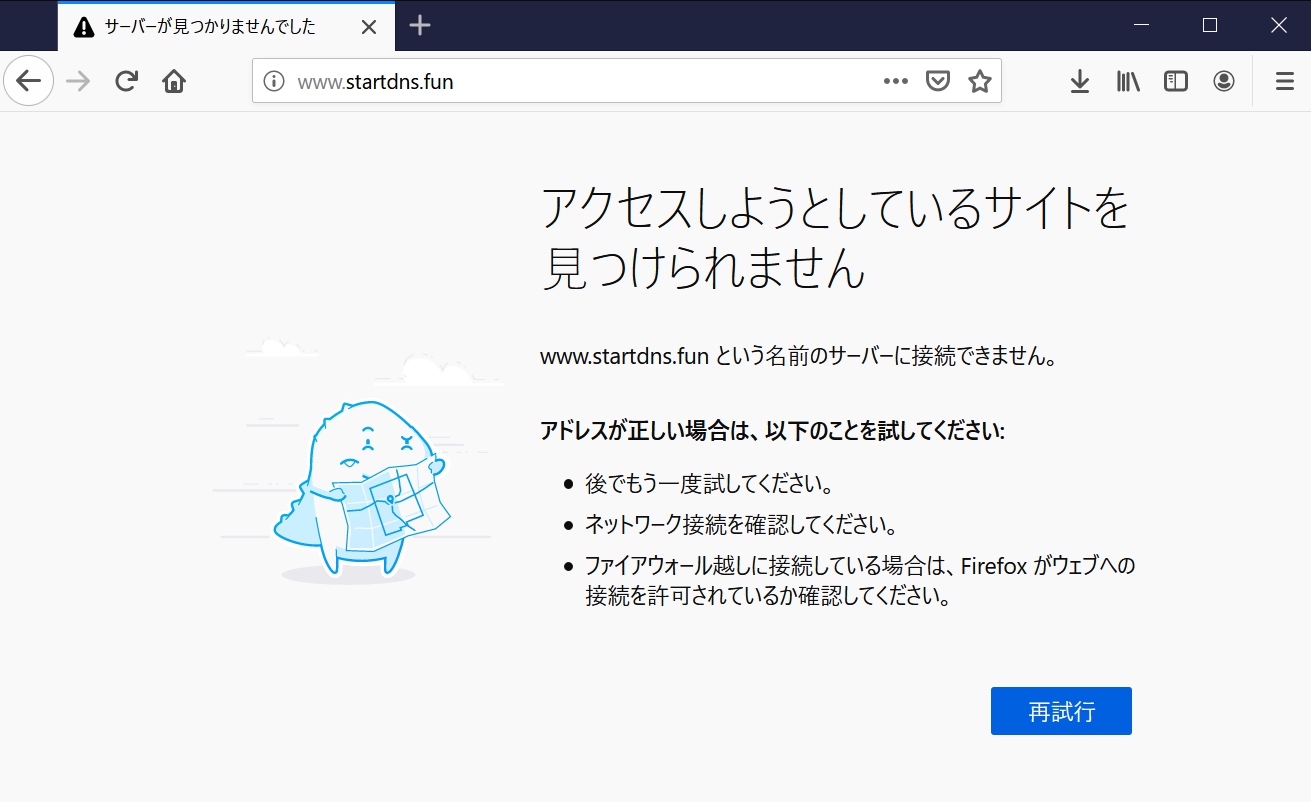 サーバーが見つかりませんでした
www.startdns.fun
アクセスしようとしているサイトを
見つけられません
www.startdns.fun という名前のサーバーに接続できません。
アドレスが正しい場合は、以下のことを試してください:
• 後でもう一度試してください。
• ネットワーク接続を確認してください。
• ファイアウォール越しに接続している場合は、Firefox がウェブへの
接続を許可されているか確認してください。
再試行